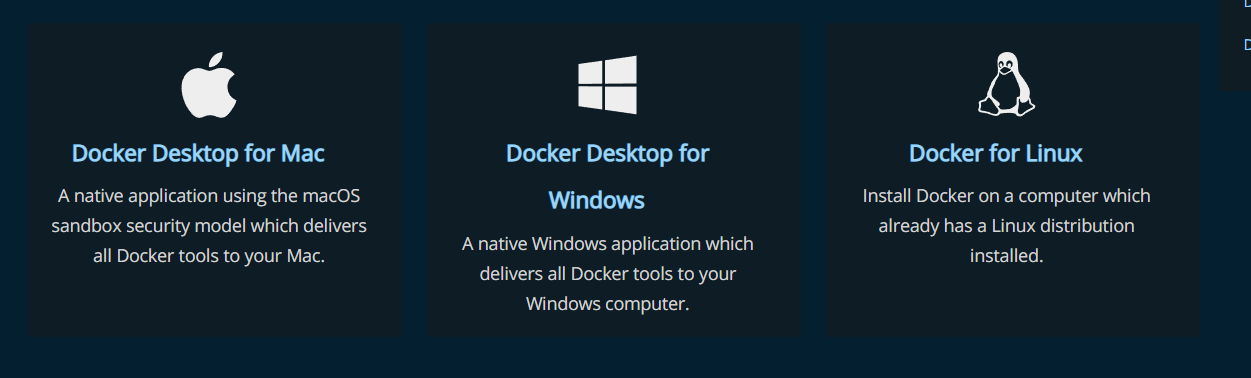 Docker Desktop for Mac
A native application using the macOS
sandbox security model which delivers
all Docker tools to your Mac.
Docker Desktop for
Windows
A native Windows application which
delivers all Docker tools to your
Windows computer.
Docker for Linux
Install Docker on a computer which
already has a Linux distribution
installed.